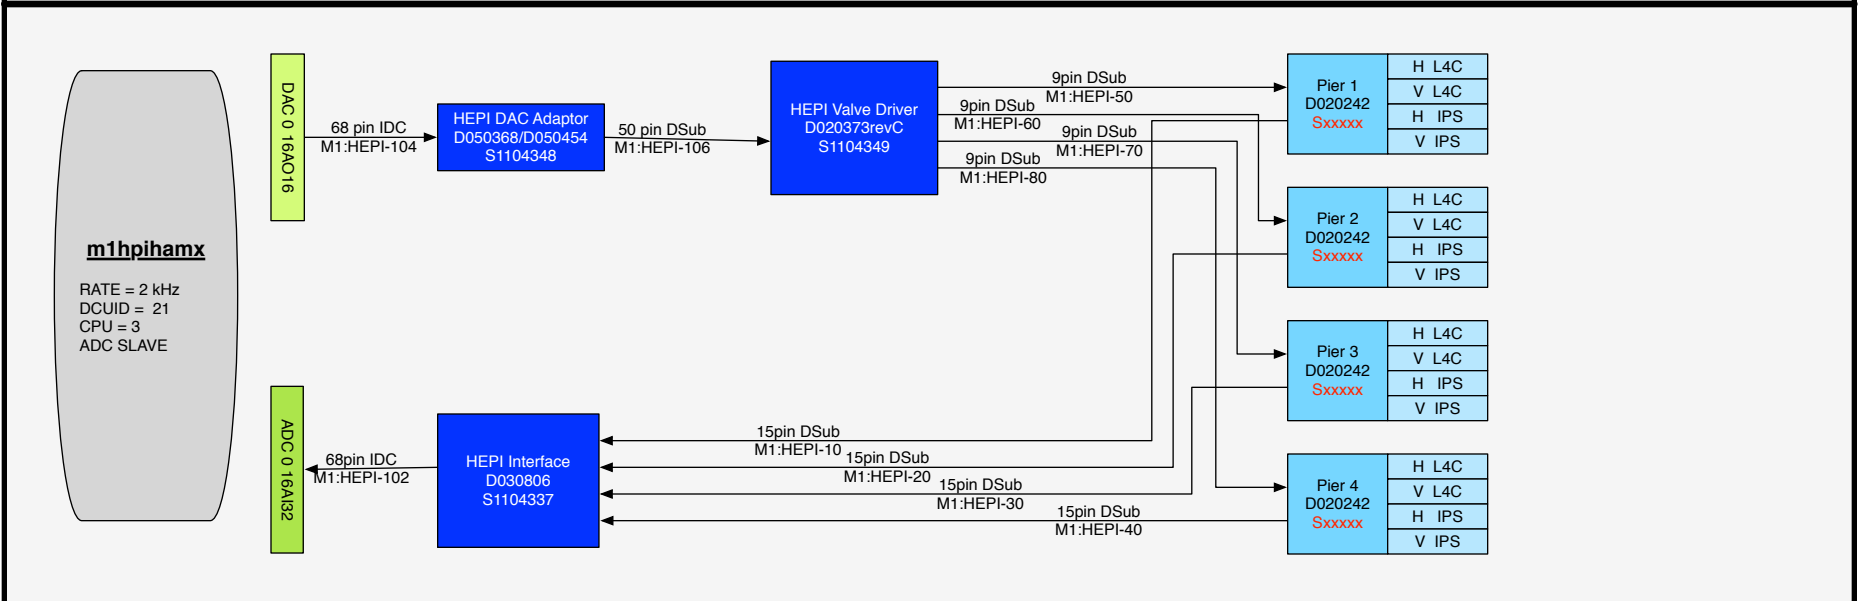 m1hpihamx
RATE = 2 kHz
DCUID = 21
CPU = 3
ADC SLAVE
DAC 0 16AO16
68 pin IDC
M1:HEPI-104
HEPI DAC Adaptor
D050368/D050454
S1104348
50 pin DSub
M1:HEPI-106
HEPI Valve Driver
D020373revC
S1104349
9pin DSub
M1:HEPI-50
9pin DSub
M1:HEPI-60
9pin DSub
M1:HEPI-70
9pin DSub
M1:HEPI-80
Pier 1
D020242
Sxxxxx
H L4C
V L4C
H IPS
V IPS
Pier 2
D020242
Sxxxxx
H L4C
V L4C
H IPS
V IPS
Pier 3
D020242
Sxxxxx
H L4C
V L4C
H IPS
V IPS
Pier 4
D020242
Sxxxxx
H L4C
V L4C
H IPS
V IPS
ADC 0 16AI32
68pin IDC
M1:HEPI-102
HEPI Interface
D030806
S1104337
15pin DSub
M1:HEPI-10
15pin DSub
M1:HEPI-20
15pin DSub
M1:HEPI-30
15pin DSub
M1:HEPI-40